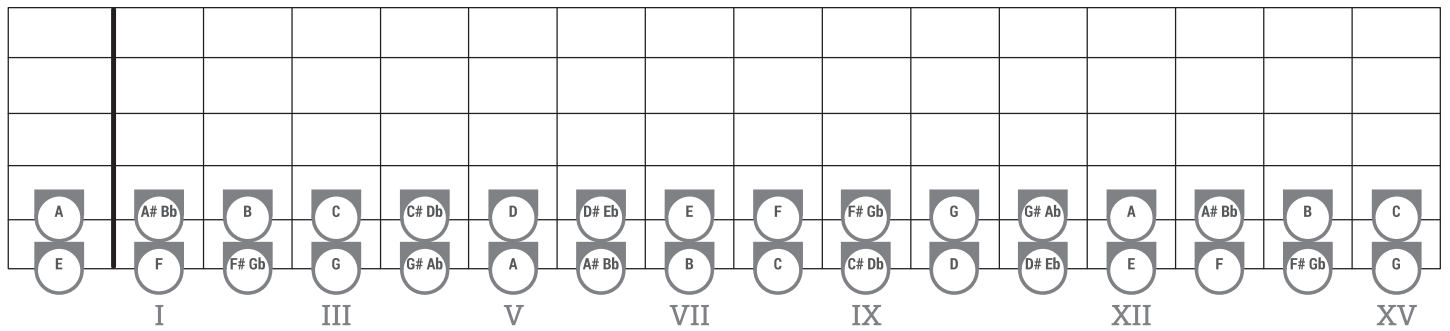 A A# Bb B C C# Db D D# Eb E F F# Gb G G# Ab A A# Bb B C
E F F# Gb G G# Ab A A# Bb B C C# Db D D# Eb E F F# Gb G
I III V VII IX XII XV